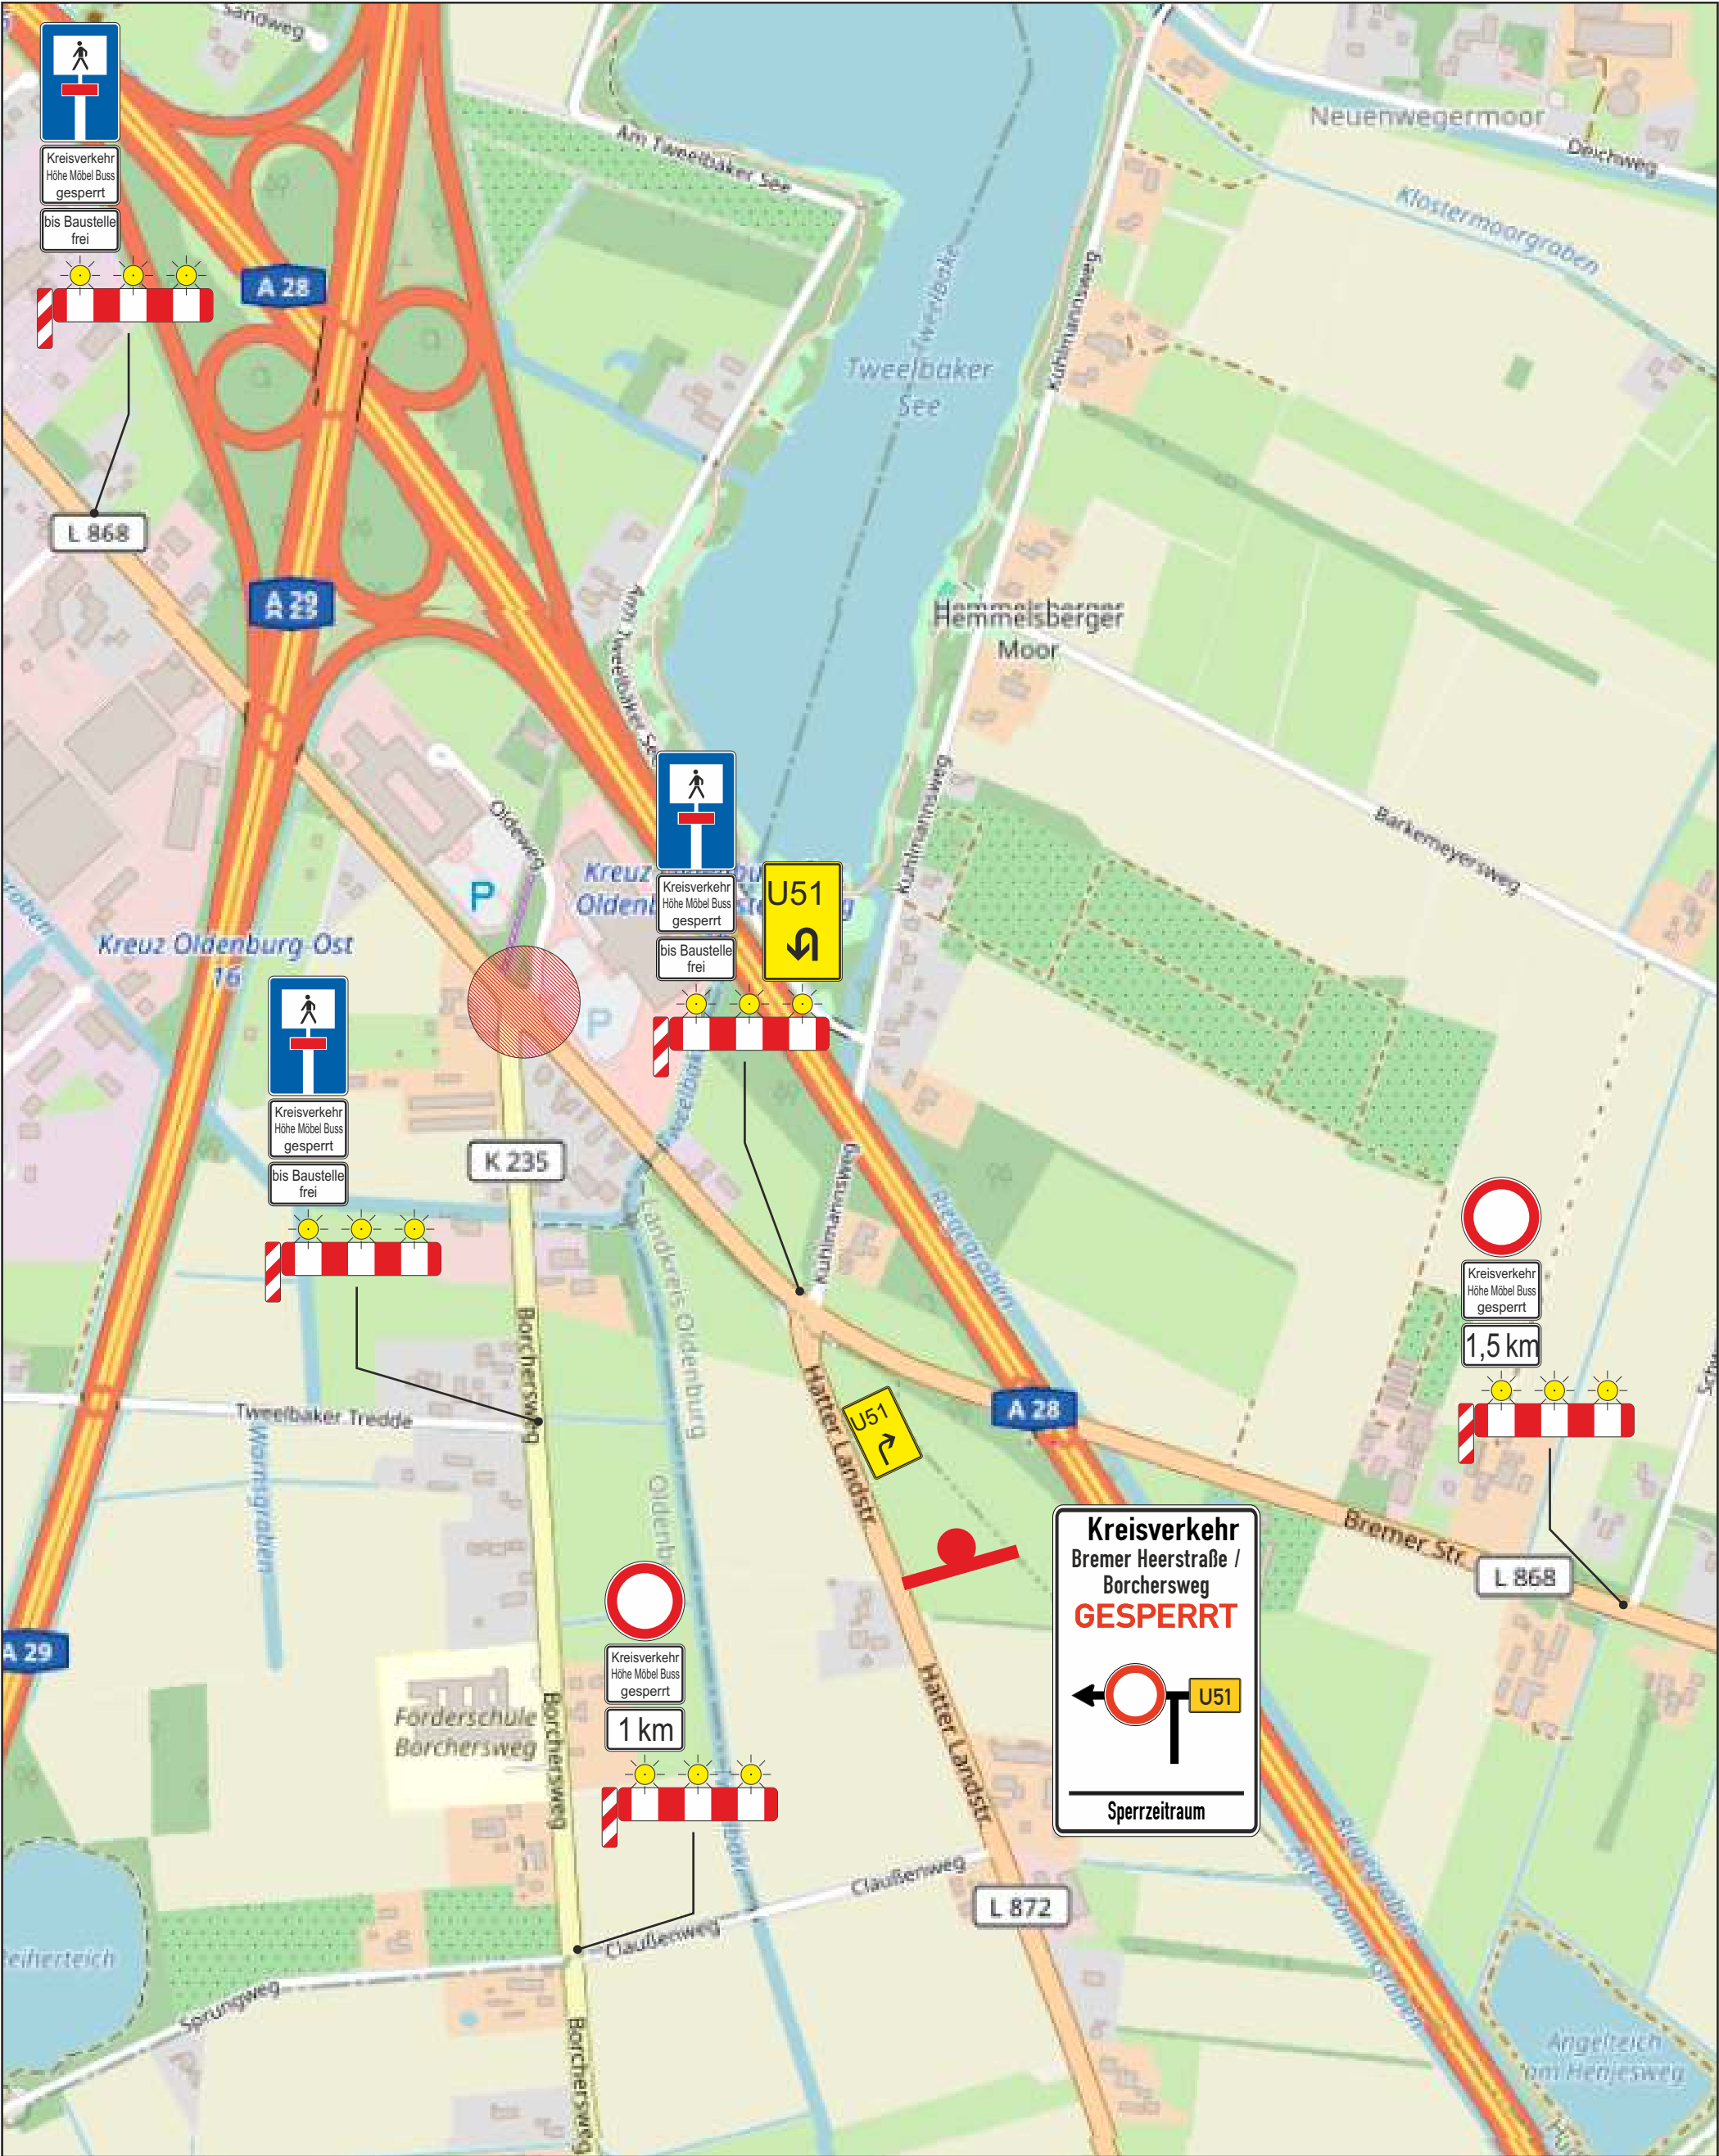 Sandweg
Kreisverkehr
Höhe Möbel Buss
gesperrt
bis Baustelle
frei
A 28
L 868
A 29
Am Tweelbaker See
Neuenwegermoor
Deichweg
Klostermoorgraben
Kuhlmannsweg
Tweelbake
Tweelbaker
See
Am Tweelbaker See
Hemmelsberger
Moor
Barkemeyersweg
Kuhlmannsweg
Oldeweg
P
Kreuz Oldenburg-Ost
16
Kreuz
Kreisverkehr
Höhe Möbel Buss
gesperrt
bis Baustelle
frei
U51
P
Kreisverkehr
Höhe Möbel Buss
gesperrt
bis Baustelle
frei
K 235
Kuhlmannsweg
Landkreis Oldenburg
Kreisverkehr
Höhe Möbel Buss
gesperrt
1,5 km
Borchersweg
Tweelbaker Tredde
Hatter Landstr.
U51
A 28
Bremer Str.
L 868
Kreisverkehr
Bremer Heerstraße /
Borchersweg
GESPERRT
U51
Sperrzeitraum
A 29
Kreisverkehr
Höhe Möbel Buss
gesperrt
1 km
Förderschule
Borchersweg
Borchersweg
Hatter Landstr.
Claußenweg
L 872
Claußenweg
Sprungweg
Borchersweg
Angelteich
am Henjesweg